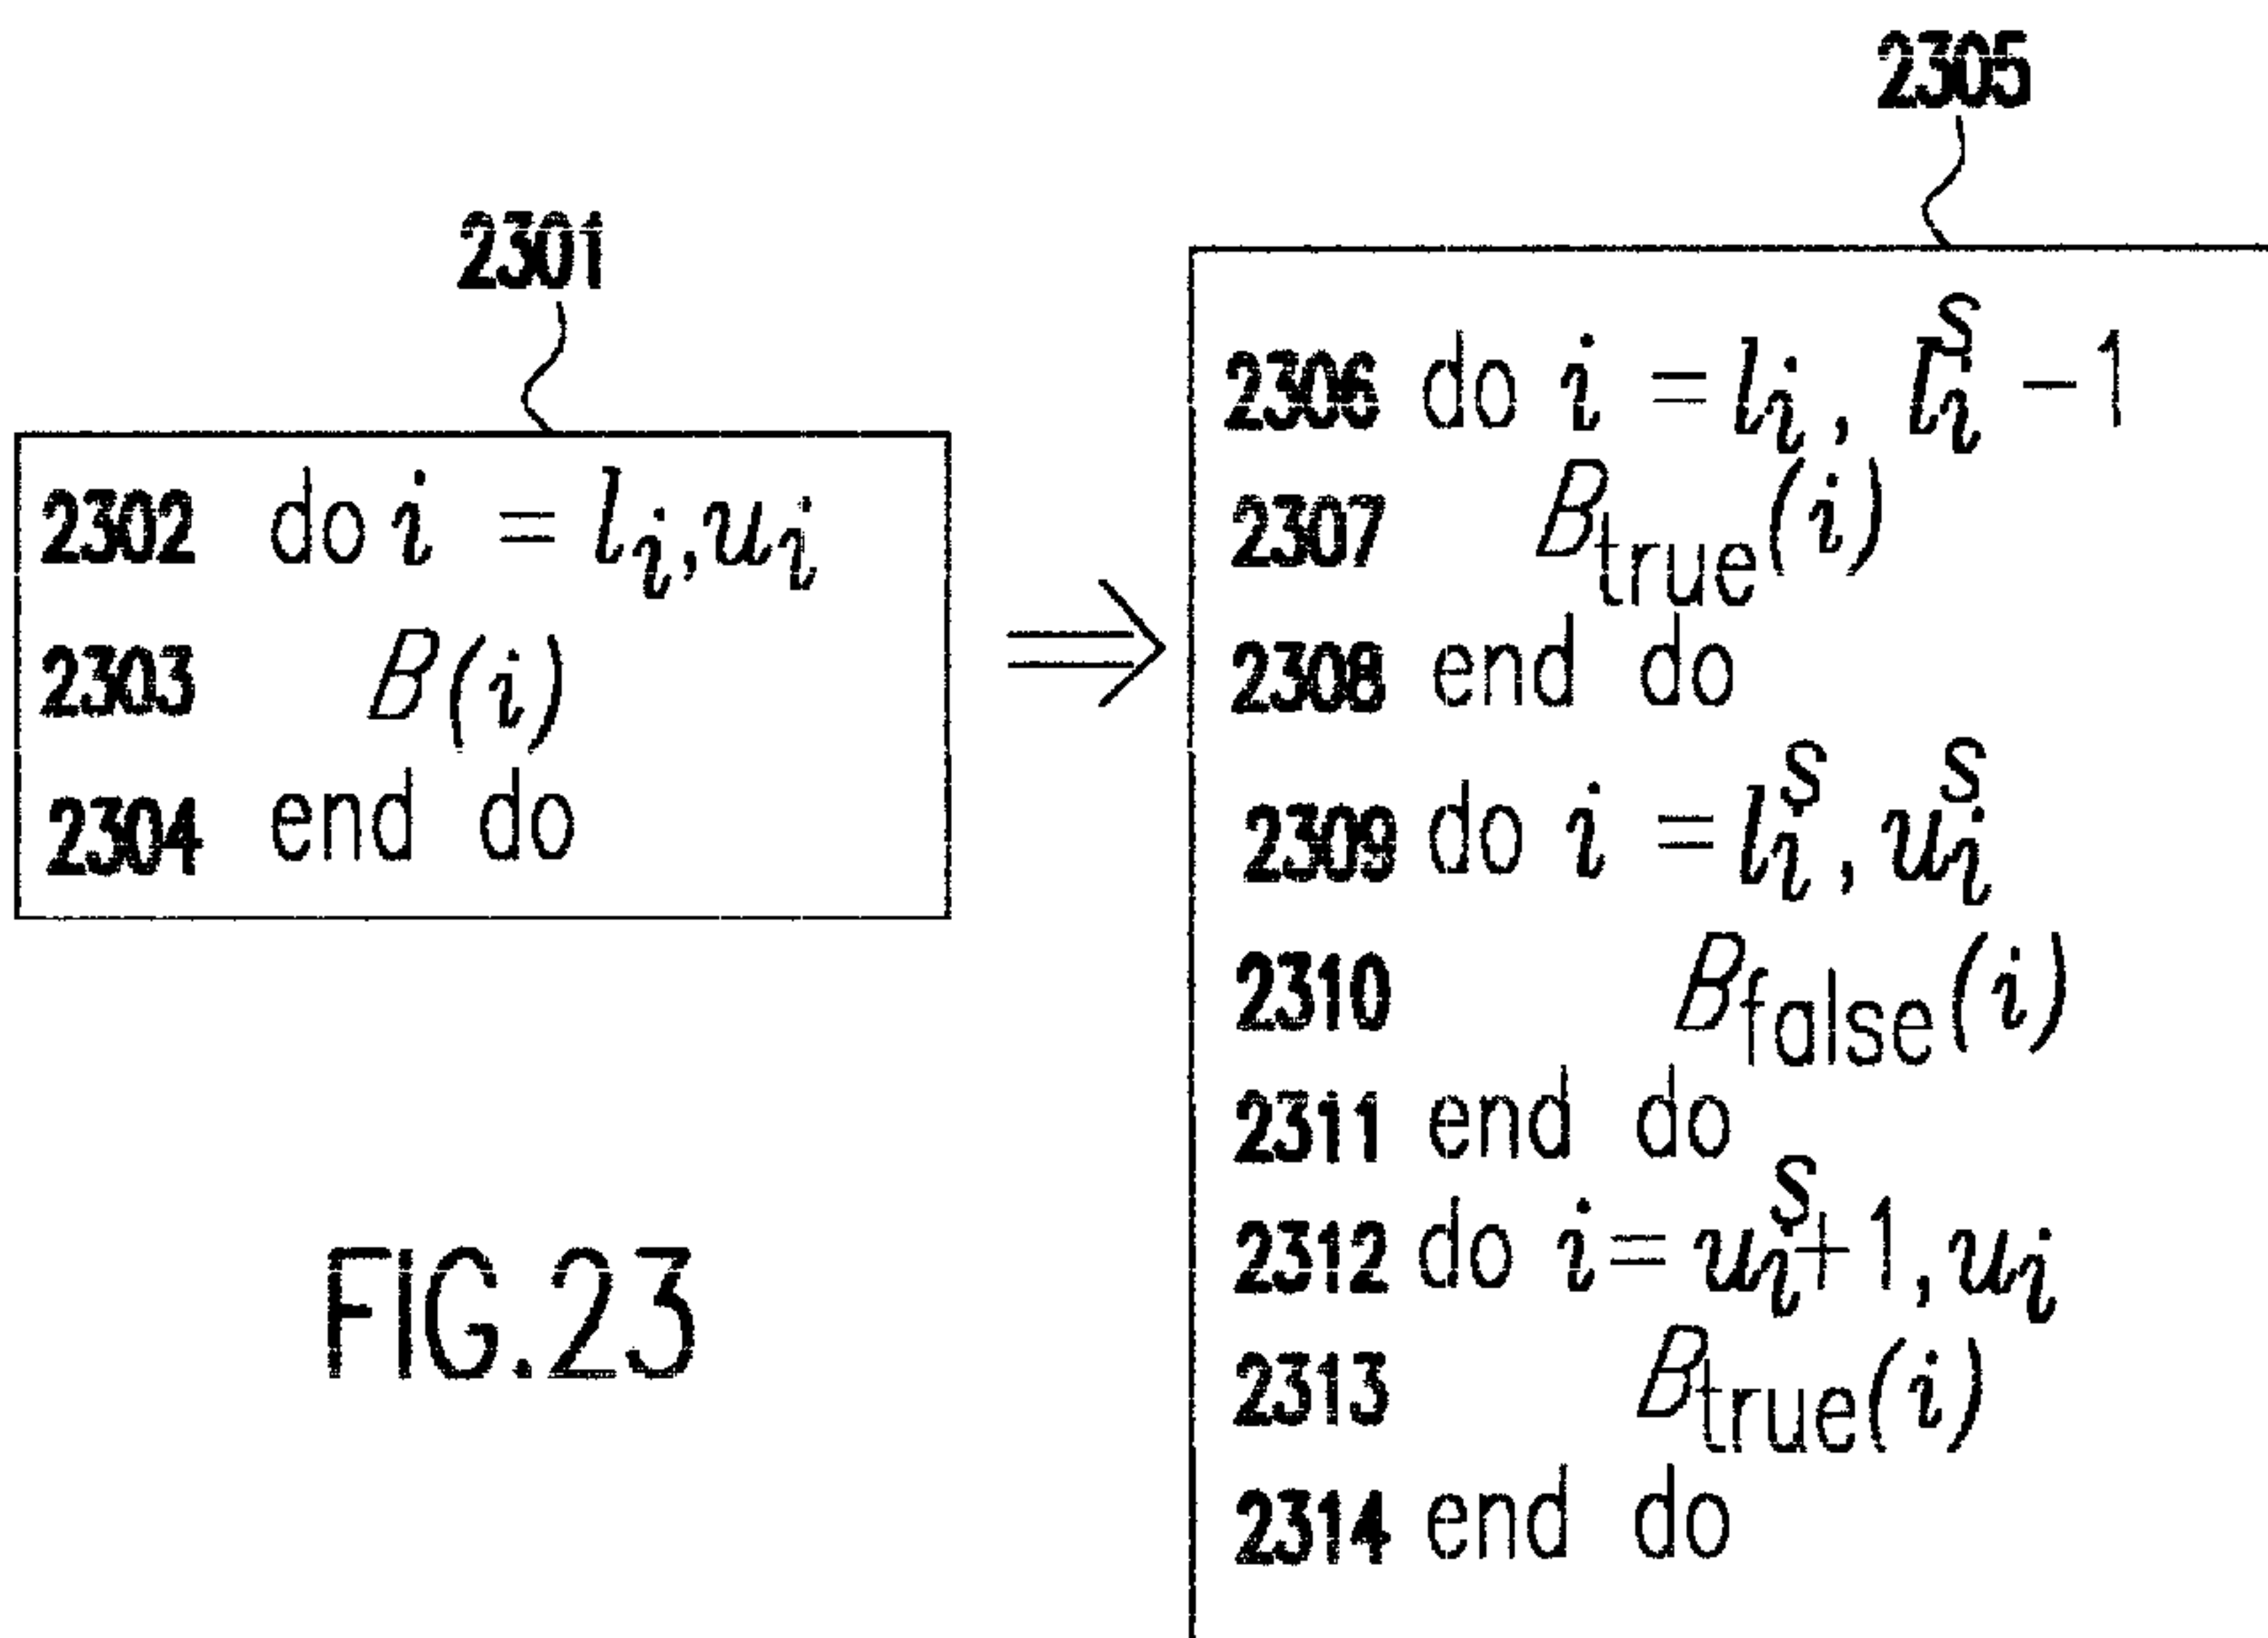 2301
2302 do i = l_i, u_i
2303 B(i)
2304 end do
2305
2306 do i = l_i, l_i^s − 1
2307 B_true(i)
2308 end do
2309 do i = l_i^s, u_i^s
2310 B_false(i)
2311 end do
2312 do i = u_i^s + 1, u_i
2313 B_true(i)
2314 end do
FIG.23